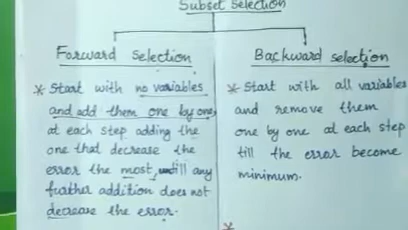 Subset Selection
Forward Selection
* Start with no variables
and add them one by one,
at each step adding the
one that decrease the
error the most, untill any
further addition does not
decrease the error.
Backward selection
* Start with all variables
and remove them
one by one at each step
till the error become
minimum.
*